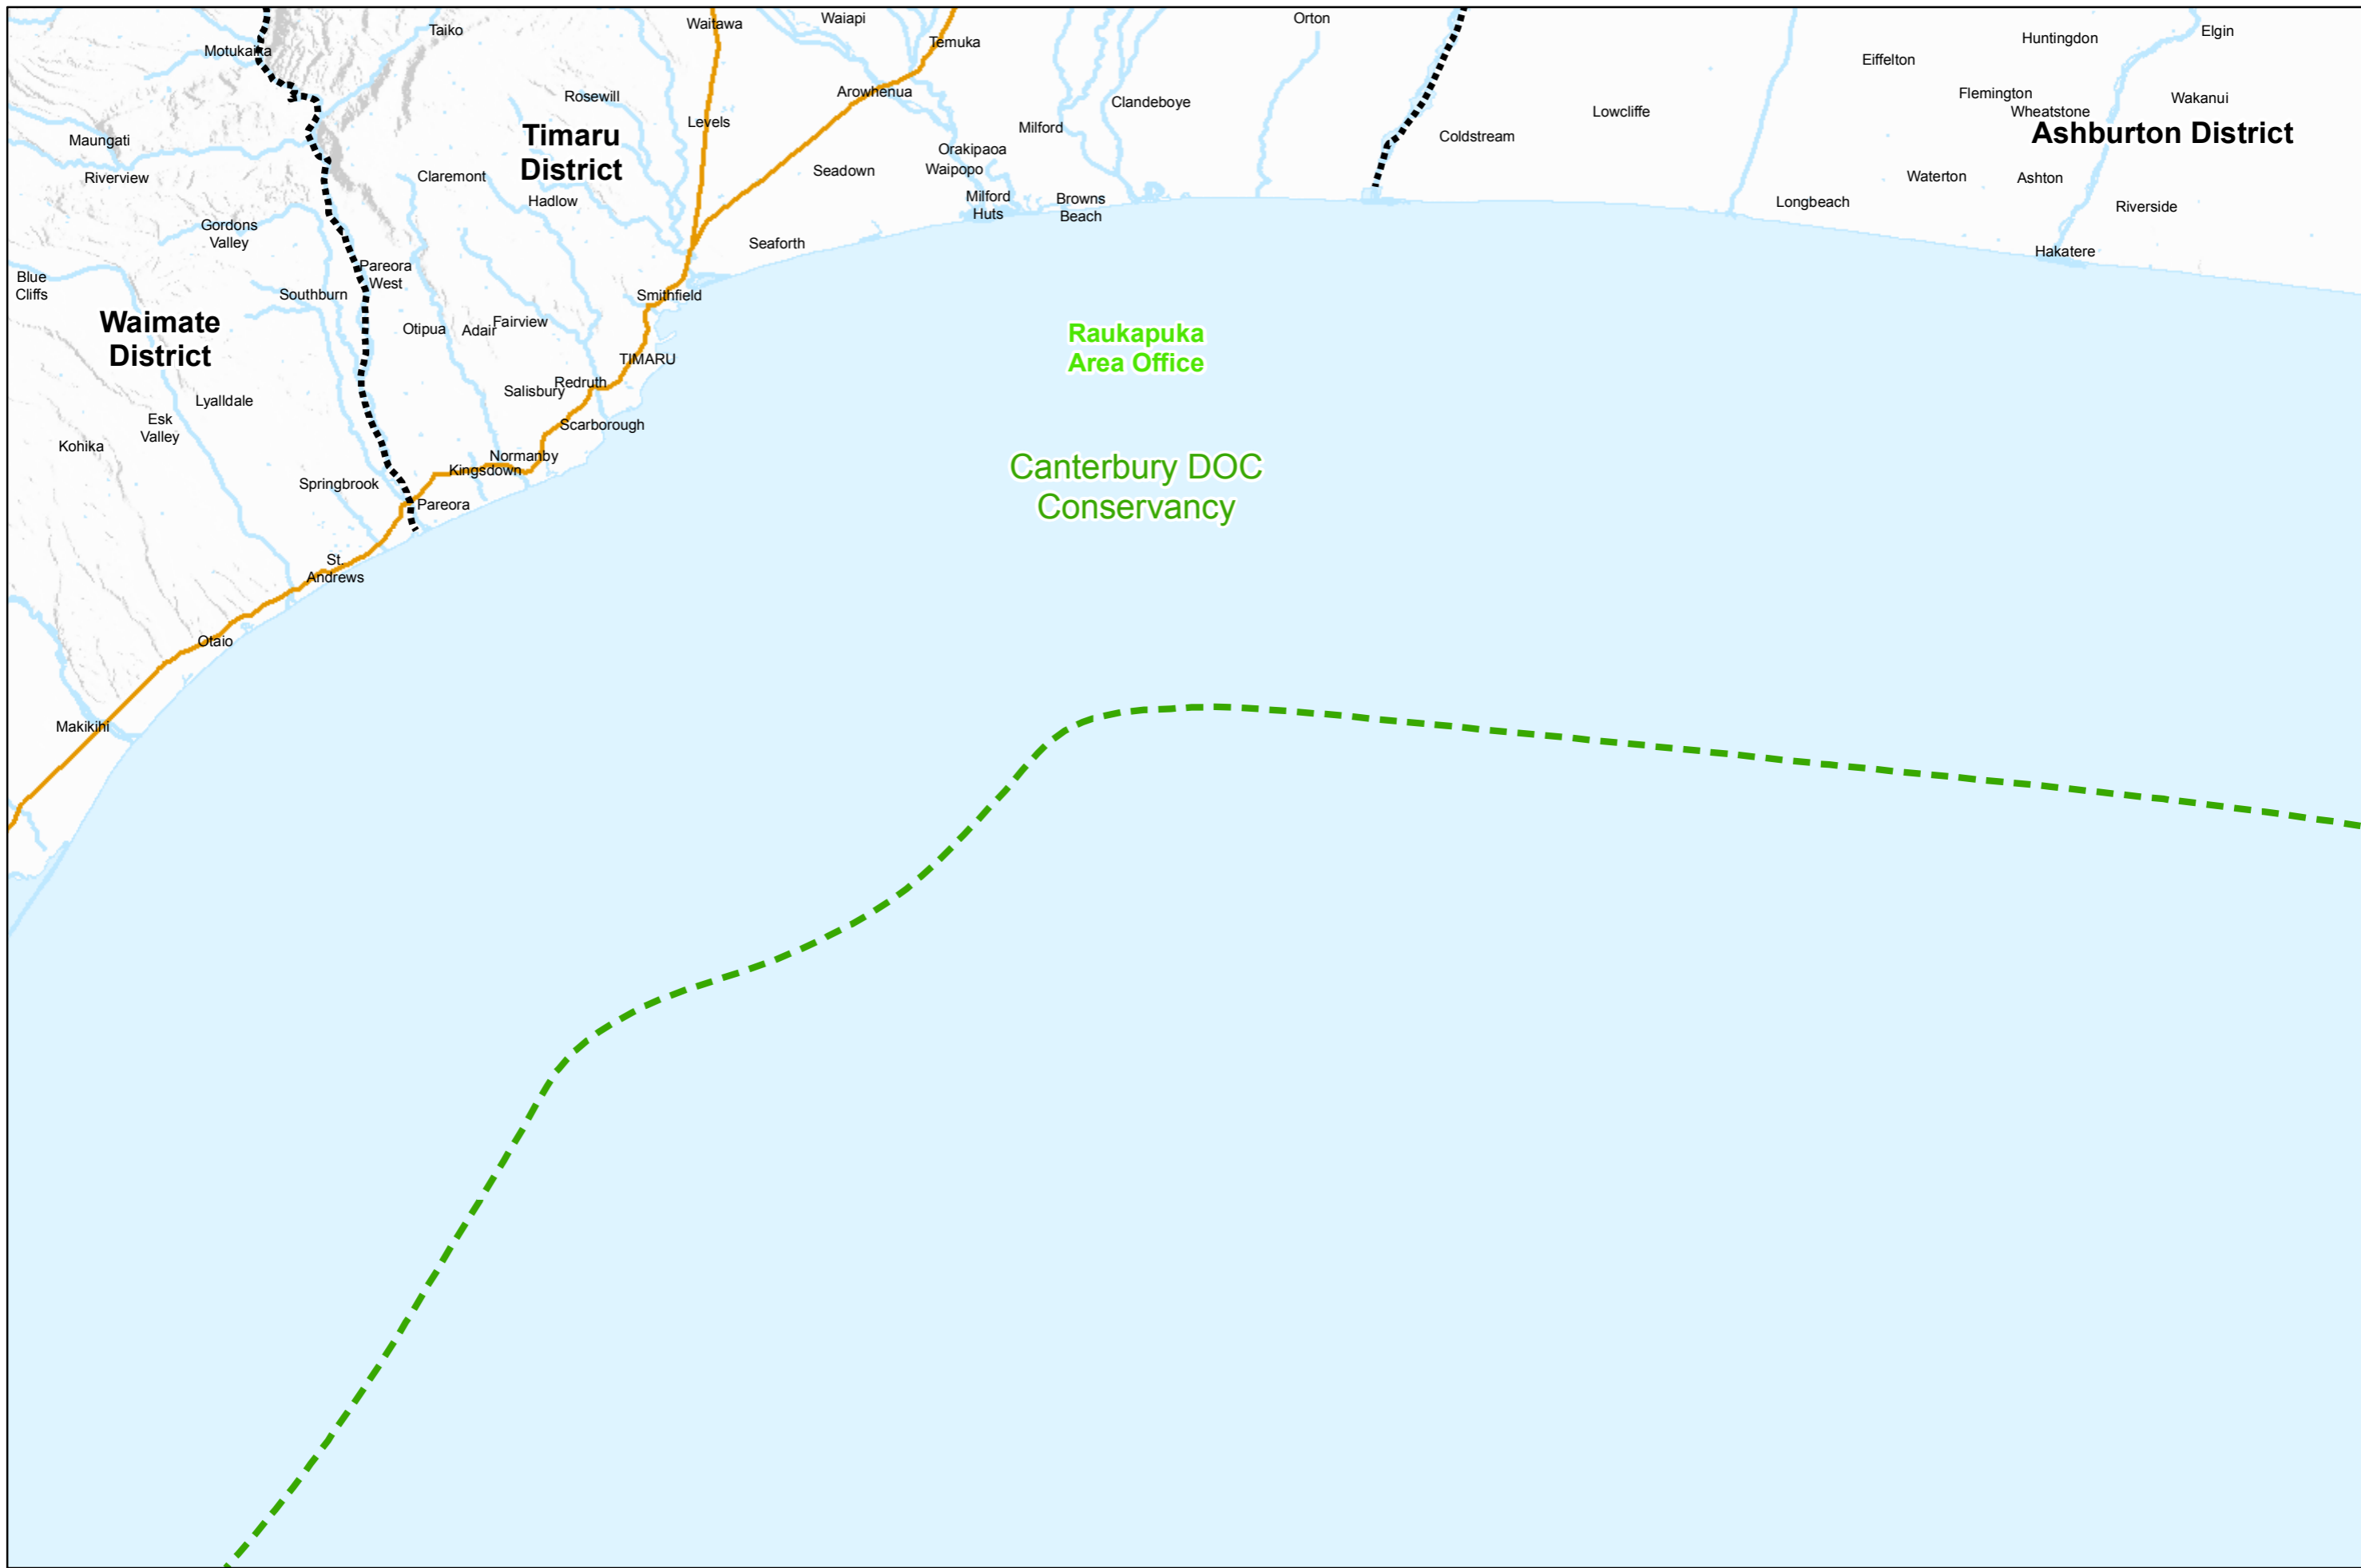 Orton
Waiapi
Waitawa
Taiko
Elgin
Huntingdon
Temuka
Motukaika
Eiffelton
Arowhenua
Flemington
Rosewill
Wakanui
Clandeboye
Lowcliffe
Wheatstone
Levels
Milford
Timaru
District
Ashburton District
Coldstream
Maungati
Orakipaoa
Waipopo
Seadown
Claremont
Waterton
Ashton
Riverview
Hadlow
Milford
Huts
Browns
Beach
Longbeach
Riverside
Gordons
Valley
Seaforth
Hakatere
Pareora
West
Blue
Cliffs
Southburn
Smithfield
Waimate
District
Fairview
Otipua
Adair
Raukapuka
Area Office
TIMARU
Redruth
Salisbury
Lyalldale
Esk
Valley
Scarborough
Kohika
Normanby
Kingsdown
Canterbury DOC
Conservancy
Springbrook
Pareora
St.
Andrews
Otaio
Makikihi